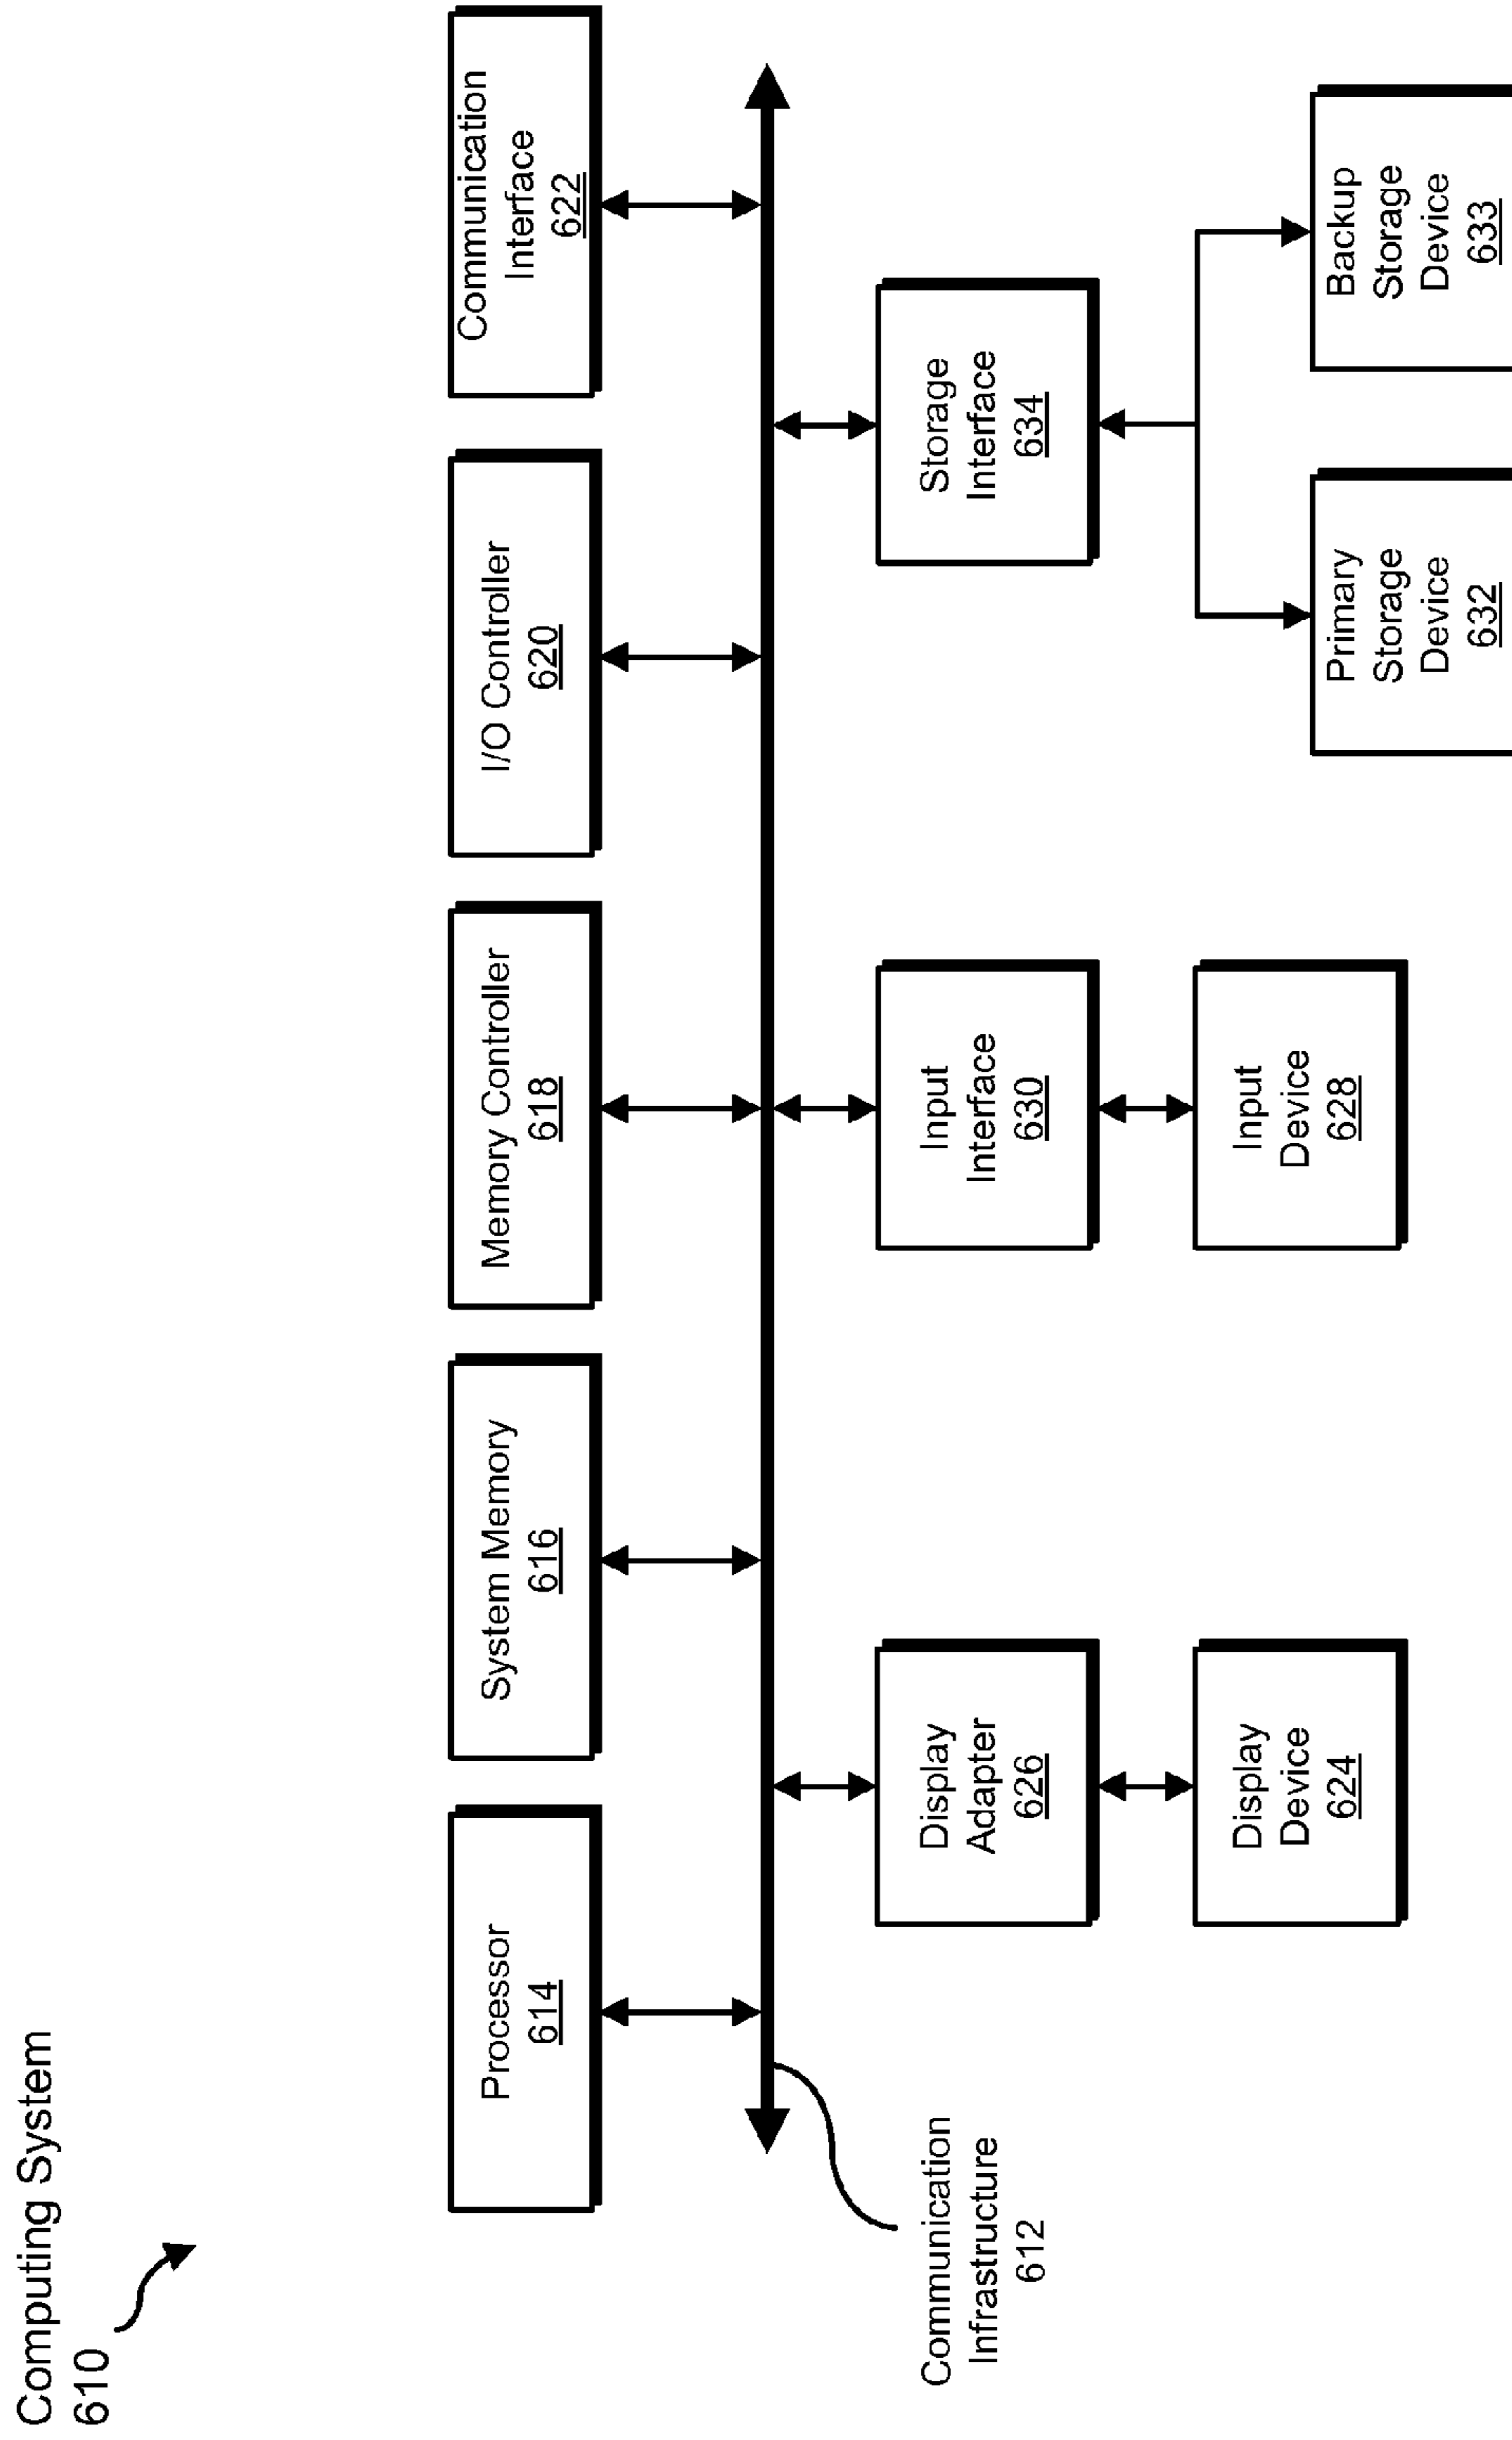 Computing System
610
Processor
614
System Memory
616
Memory Controller
618
I/O Controller
620
Communication
Interface
622
Communication
Infrastructure
612
Display
Adapter
626
Input
Interface
630
Storage
Interface
634
Display
Device
624
Input
Device
628
Primary
Storage
Device
632
Backup
Storage
Device
633